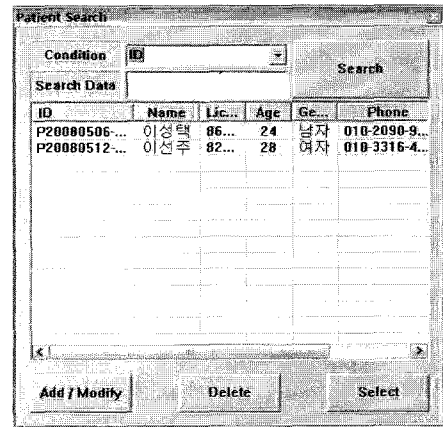 Patient Search
Condition ID
Search
Search Data
ID Name Lic... Age Ge... Phone
P20080506-... 이성택 86... 24 남자 010-2090-9...
P20080512-... 이선주 82... 28 여자 010-3316-4...
Add / Modify Delete Select